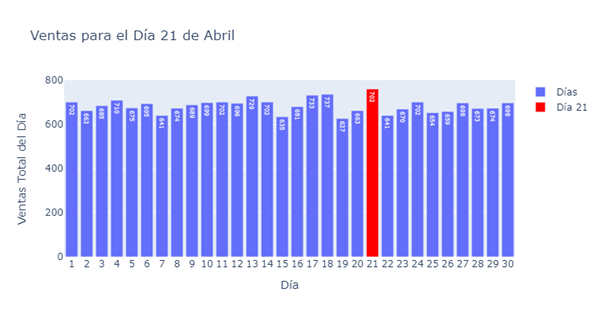 Ventas para el Día 21 de Abril
800
600
400
200
0
Ventas Total del Día
702 663 685 710 675 695 641 674 689 699 702 696 728 702 635 681 733 737 627 663 702 641 670 702 654 659 698 673 674 698
1 2 3 4 5 6 7 8 9 10 11 12 13 14 15 16 17 18 19 20 21 22 23 24 25 26 27 28 29 30
Día
Días
Día 21